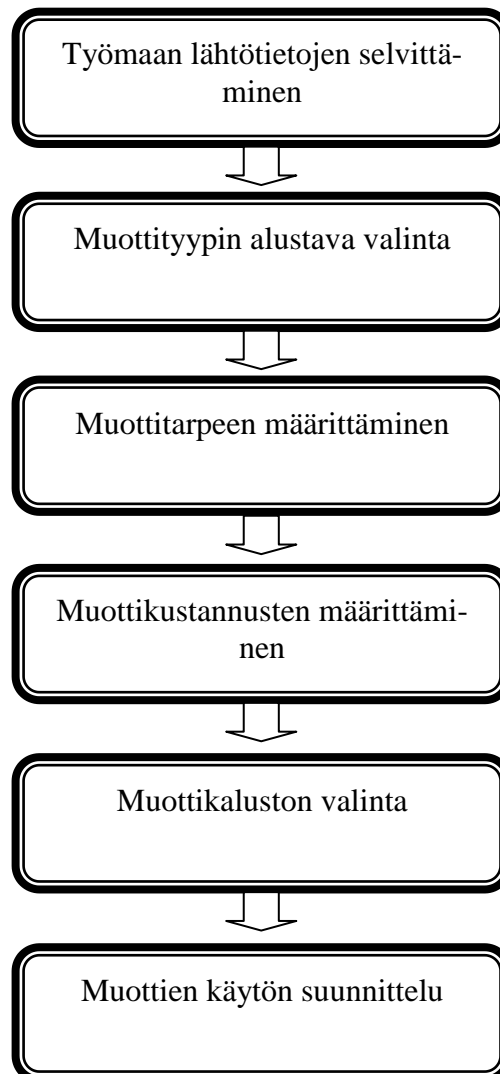 Työmaan lähtötietojen selvittä-
minen
Muottityypin alustava valinta
Muottitarpeen määrittäminen
Muottikustannusten määrittämi-
nen
Muottikaluston valinta
Muottien käytön suunnittelu